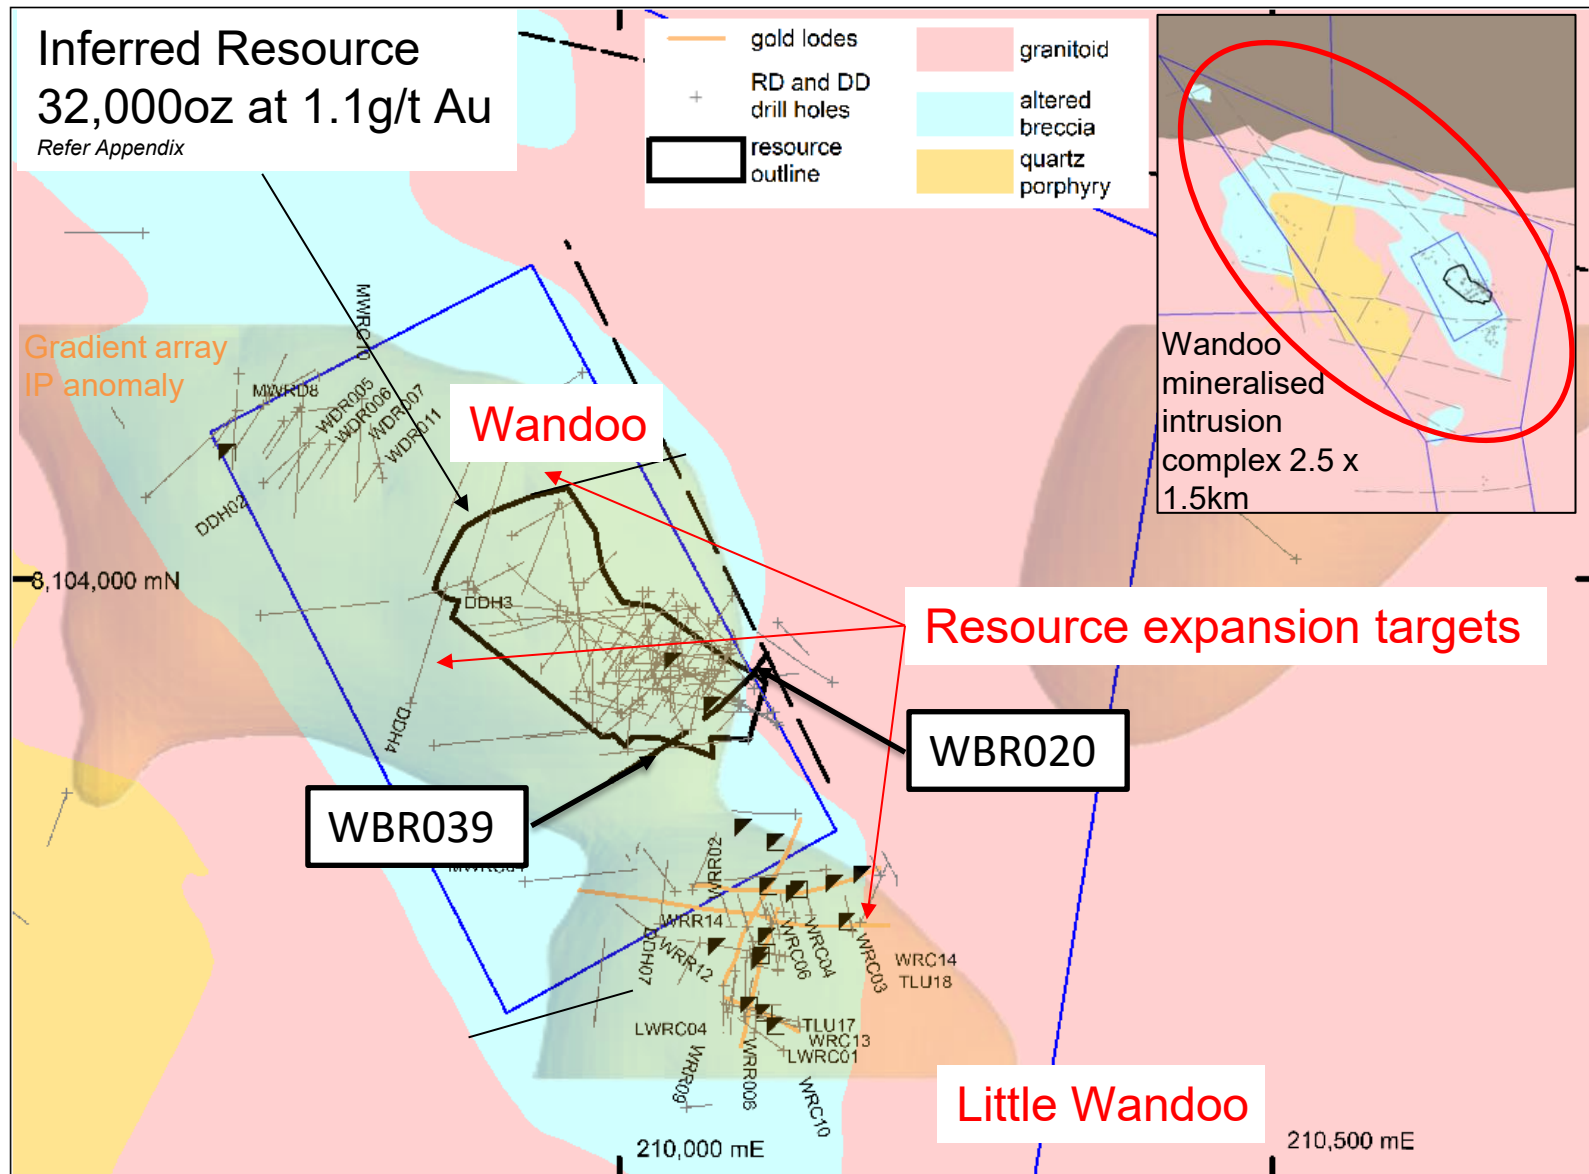 Inferred Resource
32,000oz at 1.1g/t Au
Refer Appendix
gold lodes
RD and DD
drill holes
resource
outline
granitoid
altered
breccia
quartz
porphyry
Wandoo
mineralised
intrusion
complex 2.5 x
1.5km
Gradient array
IP anomaly
MWRC10
MWRD8
WDR005
WDR006
WDR007
WDR011
DDH02
Wandoo
8,104,000 mN
DDH3
DDH4
Resource expansion targets
WBR020
WBR039
WRR02
WRR14
WRR12
DDH07
WRC06
WRC04
WRC03
WRC14
TLU18
LWRC04
TLU17
WRC13
LWRC01
WRR09
WRR006
WRC10
Little Wandoo
210,000 mE
210,500 mE